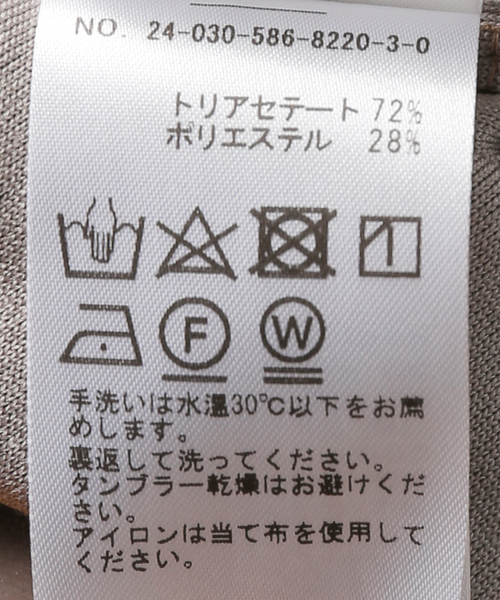 NO. 24-030-586-8220-3-0
トリアセテート 72%
ポリエステル 28%
F
W
手洗いは水温30℃以下をお薦
めします。
裏返して洗ってください。
タンブラー乾燥はお避けくだ
さい。
アイロンは当て布を使用して
ください。